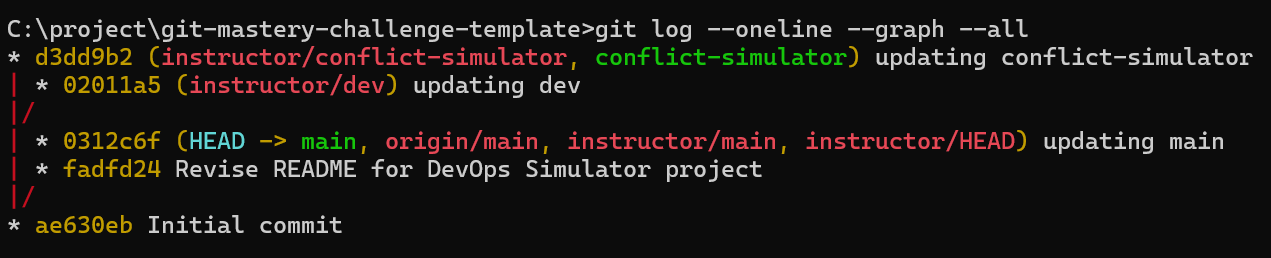 C:\project\git-mastery-challenge-template>git log --oneline --graph --all
* d3dd9b2 (instructor/conflict-simulator, conflict-simulator) updating conflict-simulator
| * 02011a5 (instructor/dev) updating dev
|/
| * 0312c6f (HEAD -> main, origin/main, instructor/main, instructor/HEAD) updating main
| * fadfd24 Revise README for DevOps Simulator project
|/
* ae630eb Initial commit